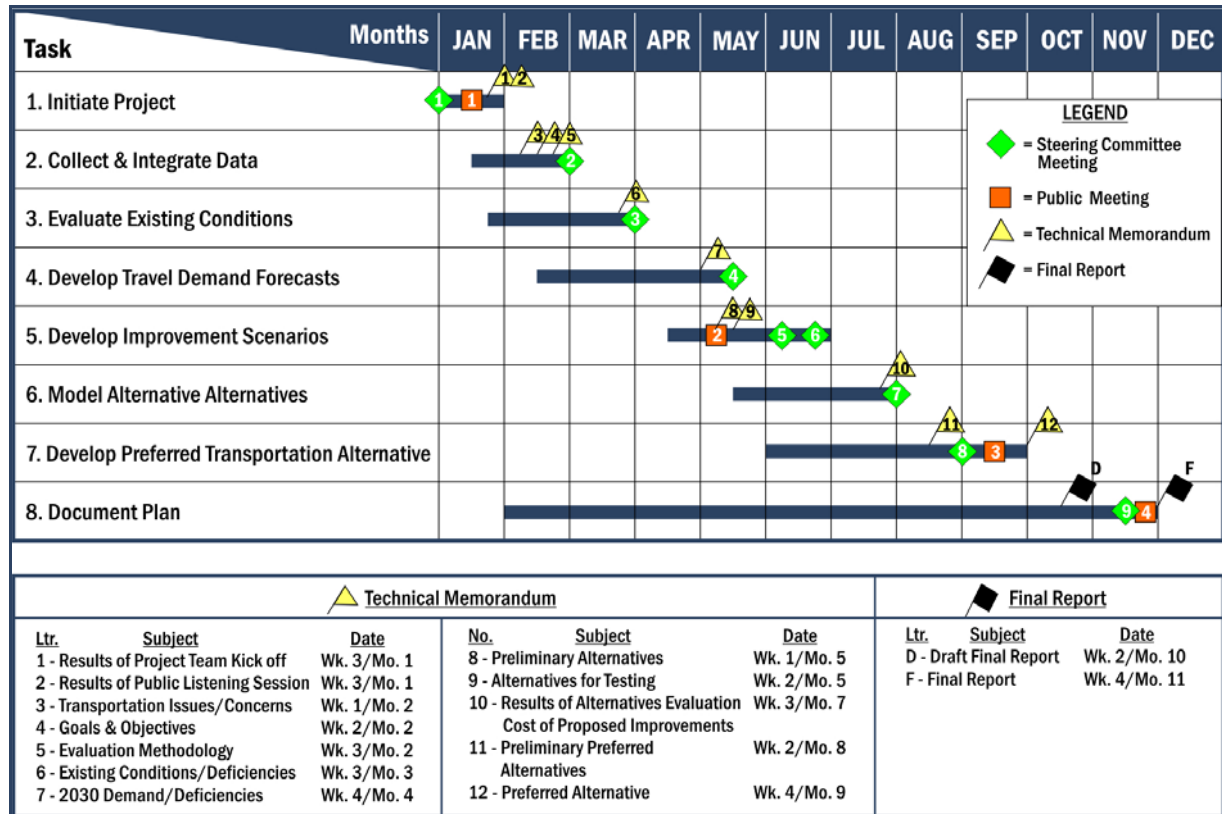 Months
Task
JAN FEB MAR APR MAY JUN JUL AUG SEP OCT NOV DEC
1 2
1. Initiate Project
1 1
3 4 5
2. Collect & Integrate Data
2
6
3. Evaluate Existing Conditions
3
7
4. Develop Travel Demand Forecasts
4
8 9
5. Develop Improvement Scenarios
2 5 6
10
6. Model Alternative Alternatives
7
11 12
7. Develop Preferred Transportation Alternative
8 3
D F
8. Document Plan
9 4
LEGEND
= Steering Committee
Meeting
= Public Meeting
= Technical Memorandum
= Final Report
Technical Memorandum
Ltr. Subject Date
1 - Results of Project Team Kick off Wk. 3/Mo. 1
2 - Results of Public Listening Session Wk. 3/Mo. 1
3 - Transportation Issues/Concerns Wk. 1/Mo. 2
4 - Goals & Objectives Wk. 2/Mo. 2
5 - Evaluation Methodology Wk. 3/Mo. 2
6 - Existing Conditions/Deficiencies Wk. 3/Mo. 3
7 - 2030 Demand/Deficiencies Wk. 4/Mo. 4
No. Subject Date
8 - Preliminary Alternatives Wk. 1/Mo. 5
9 - Alternatives for Testing Wk. 2/Mo. 5
10 - Results of Alternatives Evaluation Wk. 3/Mo. 7
Cost of Proposed Improvements
11 - Preliminary Preferred Wk. 2/Mo. 8
Alternatives
12 - Preferred Alternative Wk. 4/Mo. 9
Final Report
Ltr. Subject Date
D - Draft Final Report Wk. 2/Mo. 10
F - Final Report Wk. 4/Mo. 11